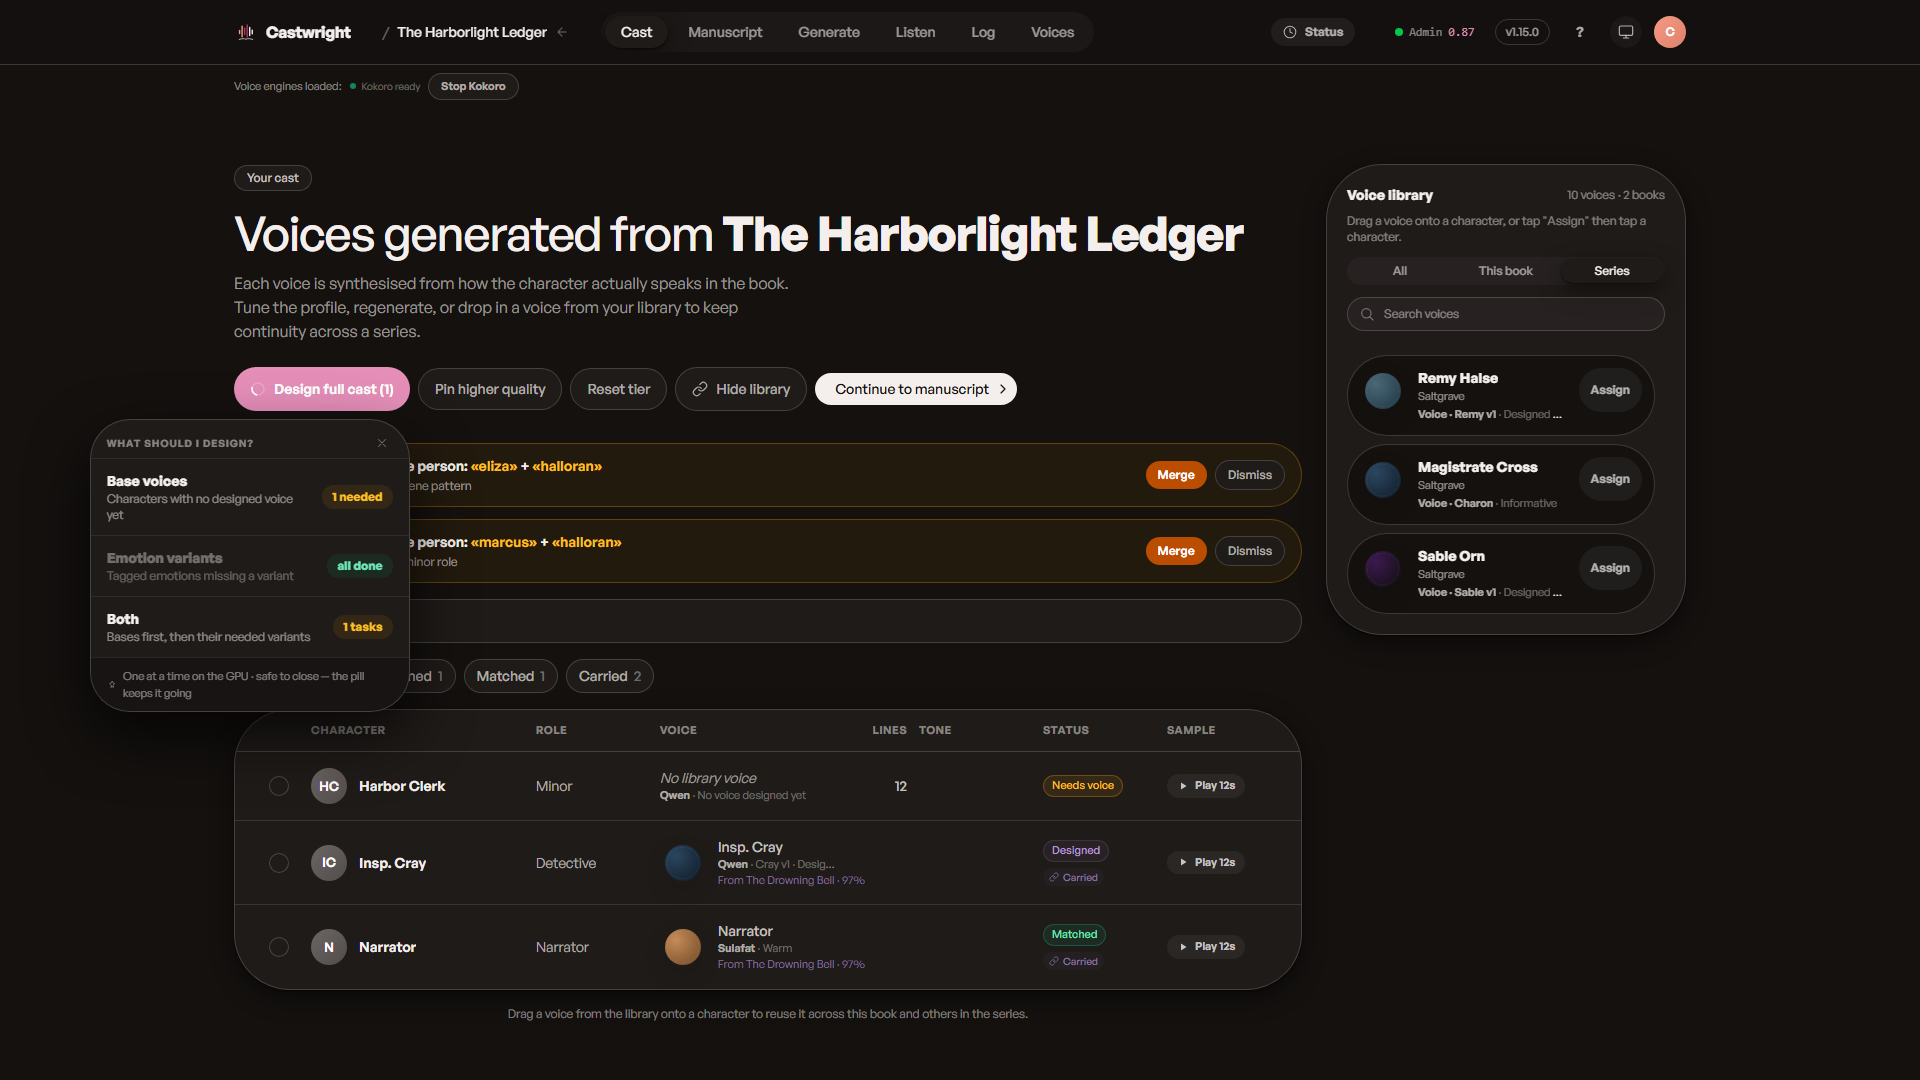 Castwright / The Harborlight Ledger ← Cast Manuscript Generate Listen Log Voices Status Admin 0.87 v1.15.0 ? C
Voice engines loaded: Kokoro ready Stop Kokoro
Your cast
Voices generated from The Harborlight Ledger
Each voice is synthesised from how the character actually speaks in the book.
Tune the profile, regenerate, or drop in a voice from your library to keep
continuity across a series.
Design full cast (1) Pin higher quality Reset tier Hide library Continue to manuscript
WHAT SHOULD I DESIGN?
Base voices
Characters with no designed voice
yet
1 needed
Emotion variants
Tagged emotions missing a variant
all done
Both
Bases first, then their needed variants
1 tasks
One at a time on the GPU · safe to close — the pill
keeps it going
person: «eliza» + «halloran»
pattern
Merge Dismiss
person: «marcus» + «halloran»
role
Merge Dismiss
1 Matched 1 Carried 2
CHARACTER ROLE VOICE LINES TONE STATUS SAMPLE
HC Harbor Clerk Minor No library voice 12 Needs voice Play 12s
Qwen · No voice designed yet
IC Insp. Cray Detective Insp. Cray Designed Play 12s
Qwen · Cray v1 · Desig...
From The Drowning Bell · 97% Carried
N Narrator Narrator Narrator Matched Play 12s
Sulafat · Warm
From The Drowning Bell · 97% Carried
Drag a voice from the library onto a character to reuse it across this book and others in the series.
Voice library 10 voices · 2 books
Drag a voice onto a character, or tap "Assign" then tap a
character.
All This book Series
Search voices
Remy Halse
Saltgrave
Voice · Remy v1 · Designed ...
Assign
Magistrate Cross
Saltgrave
Voice · Charon · Informative
Assign
Sable Orn
Saltgrave
Voice · Sable v1 · Designed ...
Assign